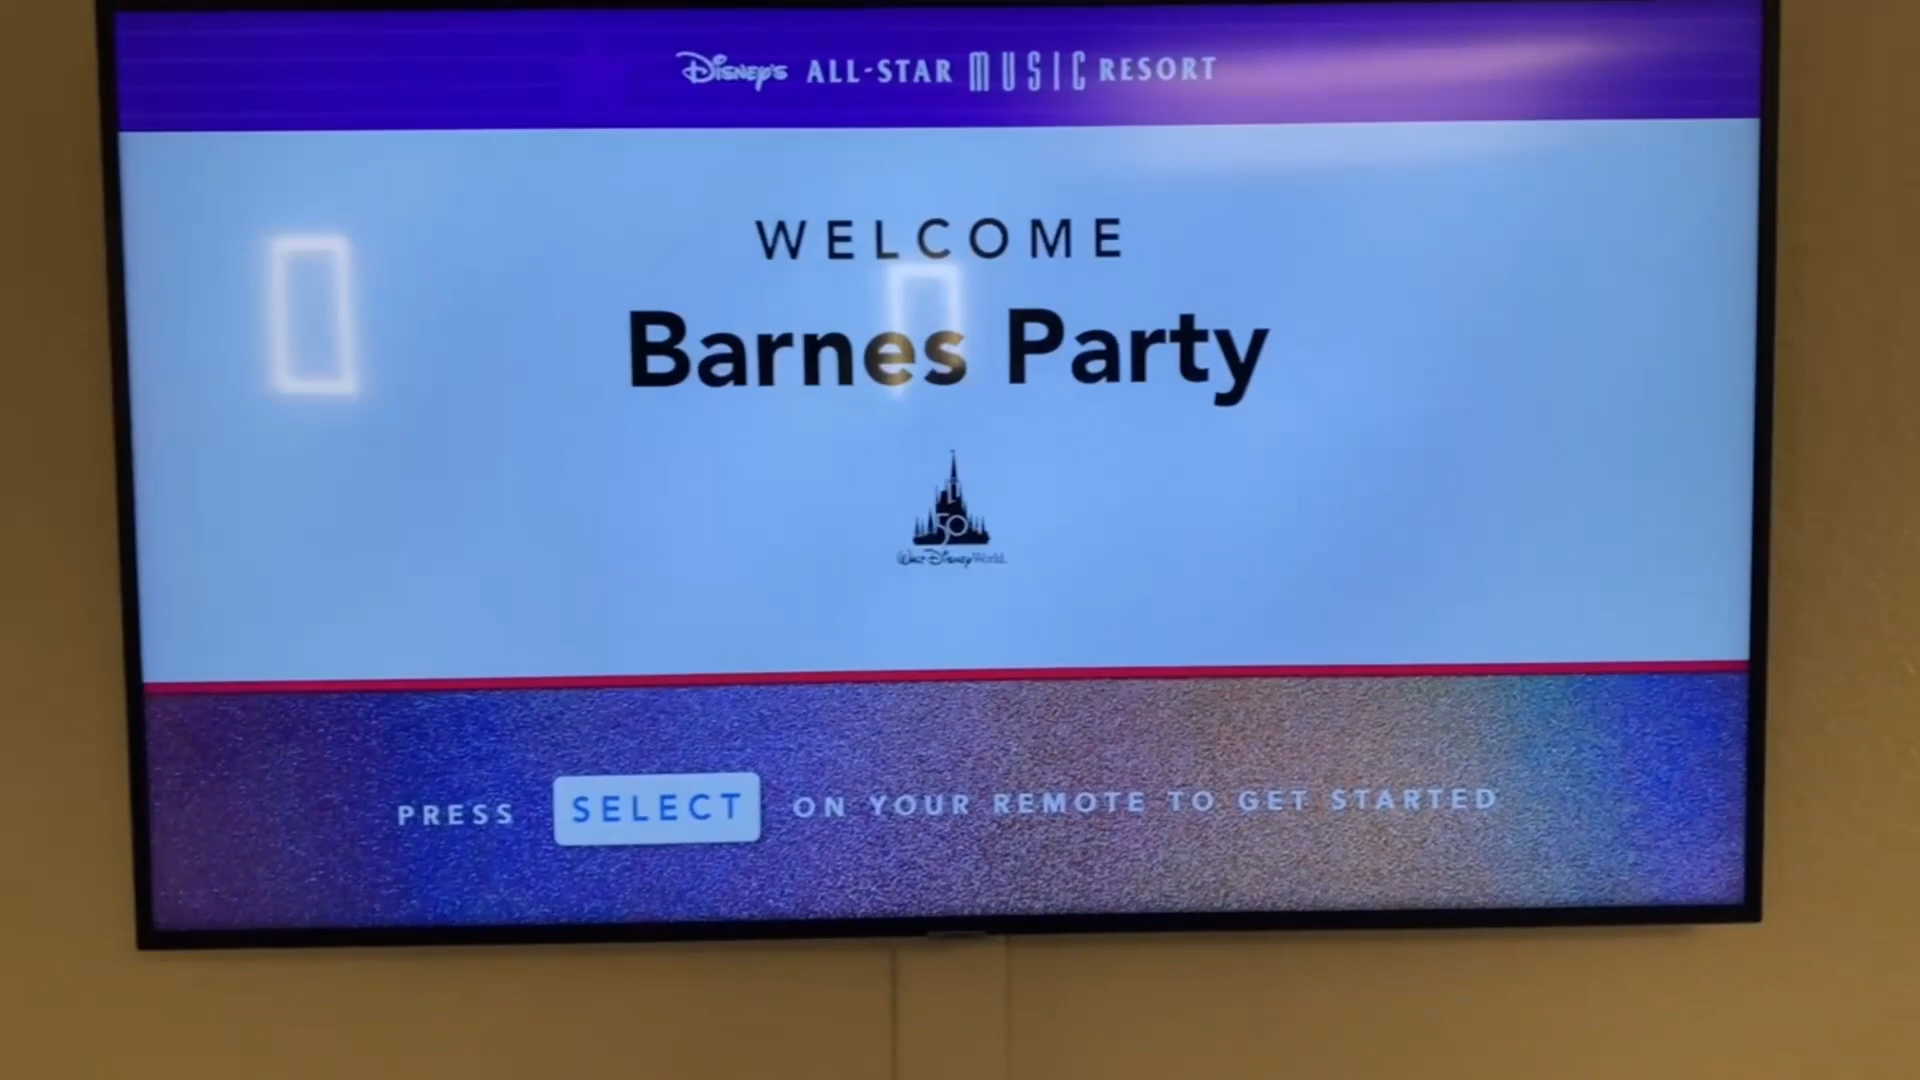 Disney's ALL-STAR MUSIC RESORT
WELCOME
Barnes Party
50
Walt Disney World
PRESS SELECT ON YOUR REMOTE TO GET STARTED